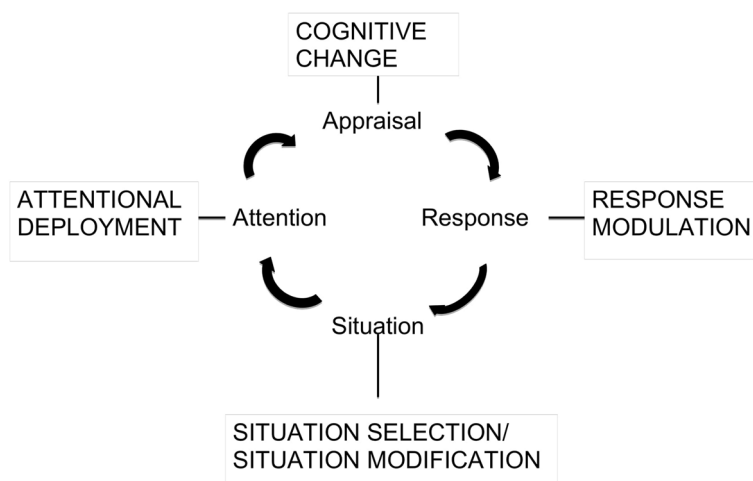 COGNITIVE
CHANGE
Appraisal
ATTENTIONAL
DEPLOYMENT
Attention
Response
RESPONSE
MODULATION
Situation
SITUATION SELECTION/
SITUATION MODIFICATION